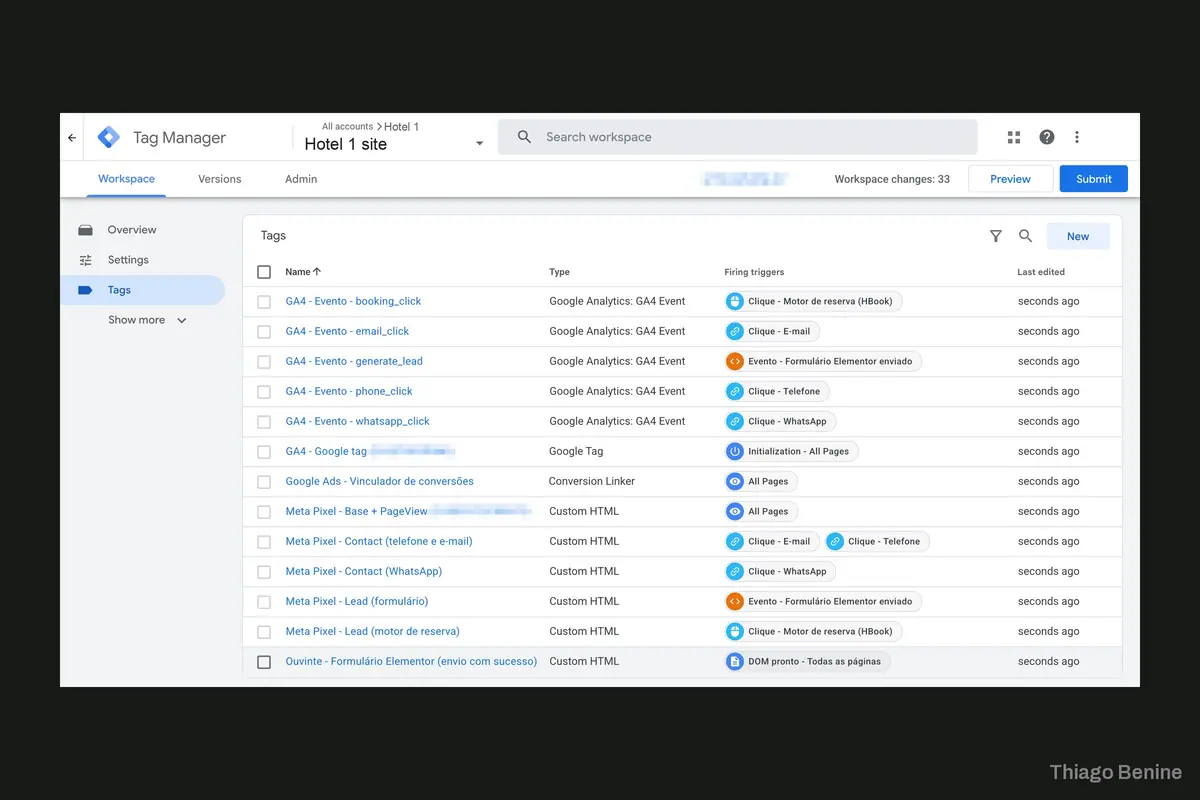 All accounts > Hotel 1
Tag Manager
Hotel 1 site
Search workspace
Workspace Versions Admin Workspace changes: 33 Preview Submit
Overview
Settings
Tags
Show more
Tags New
Name Type Firing triggers Last edited
GA4 - Evento - booking_click Google Analytics: GA4 Event Clique - Motor de reserva (HBook) seconds ago
GA4 - Evento - email_click Google Analytics: GA4 Event Clique - E-mail seconds ago
GA4 - Evento - generate_lead Google Analytics: GA4 Event Evento - Formulário Elementor enviado seconds ago
GA4 - Evento - phone_click Google Analytics: GA4 Event Clique - Telefone seconds ago
GA4 - Evento - whatsapp_click Google Analytics: GA4 Event Clique - WhatsApp seconds ago
GA4 - Google tag Google Tag Initialization - All Pages seconds ago
Google Ads - Vinculador de conversões Conversion Linker All Pages seconds ago
Meta Pixel - Base + PageView Custom HTML All Pages seconds ago
Meta Pixel - Contact (telefone e e-mail) Custom HTML Clique - E-mail Clique - Telefone seconds ago
Meta Pixel - Contact (WhatsApp) Custom HTML Clique - WhatsApp seconds ago
Meta Pixel - Lead (formulário) Custom HTML Evento - Formulário Elementor enviado seconds ago
Meta Pixel - Lead (motor de reserva) Custom HTML Clique - Motor de reserva (HBook) seconds ago
Ouvinte - Formulário Elementor (envio com sucesso) Custom HTML DOM pronto - Todas as páginas seconds ago
Thiago Benine